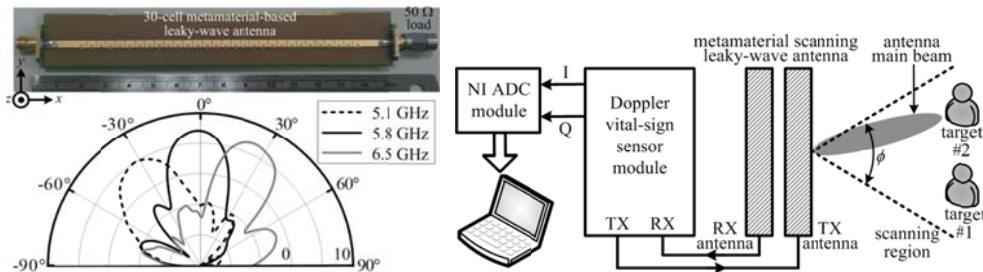 30-cell metamaterial-based
leaky-wave antenna
50 Ω
load
y
z
x
0°
-30°
30°
-60°
60°
-90°
90°
0
10
5.1 GHz
5.8 GHz
6.5 GHz
NI ADC
module
I
Q
Doppler
vital-sign
sensor
module
TX
RX
metamaterial scanning
leaky-wave antenna
RX
antenna
TX
antenna
antenna
main beam
ϕ
target
#2
target
#1
scanning
region